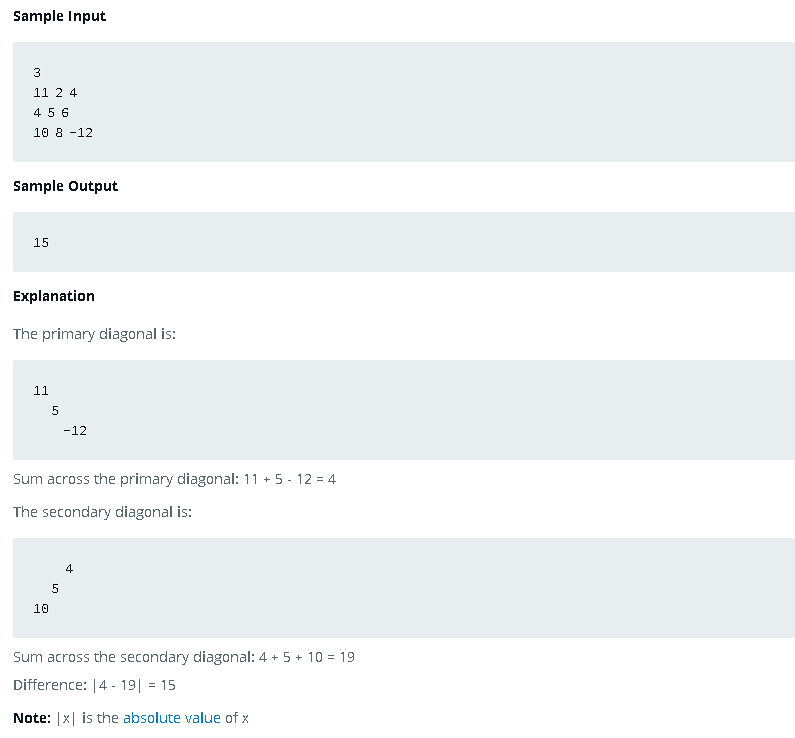 Sample Input
3
11 2 4
4 5 6
10 8 -12
Sample Output
15
Explanation
The primary diagonal is:
11
5
-12
Sum across the primary diagonal: 11 + 5 - 12 = 4
The secondary diagonal is:
4
5
10
Sum across the secondary diagonal: 4 + 5 + 10 = 19
Difference: |4 - 19| = 15
Note: |x| is the absolute value of x